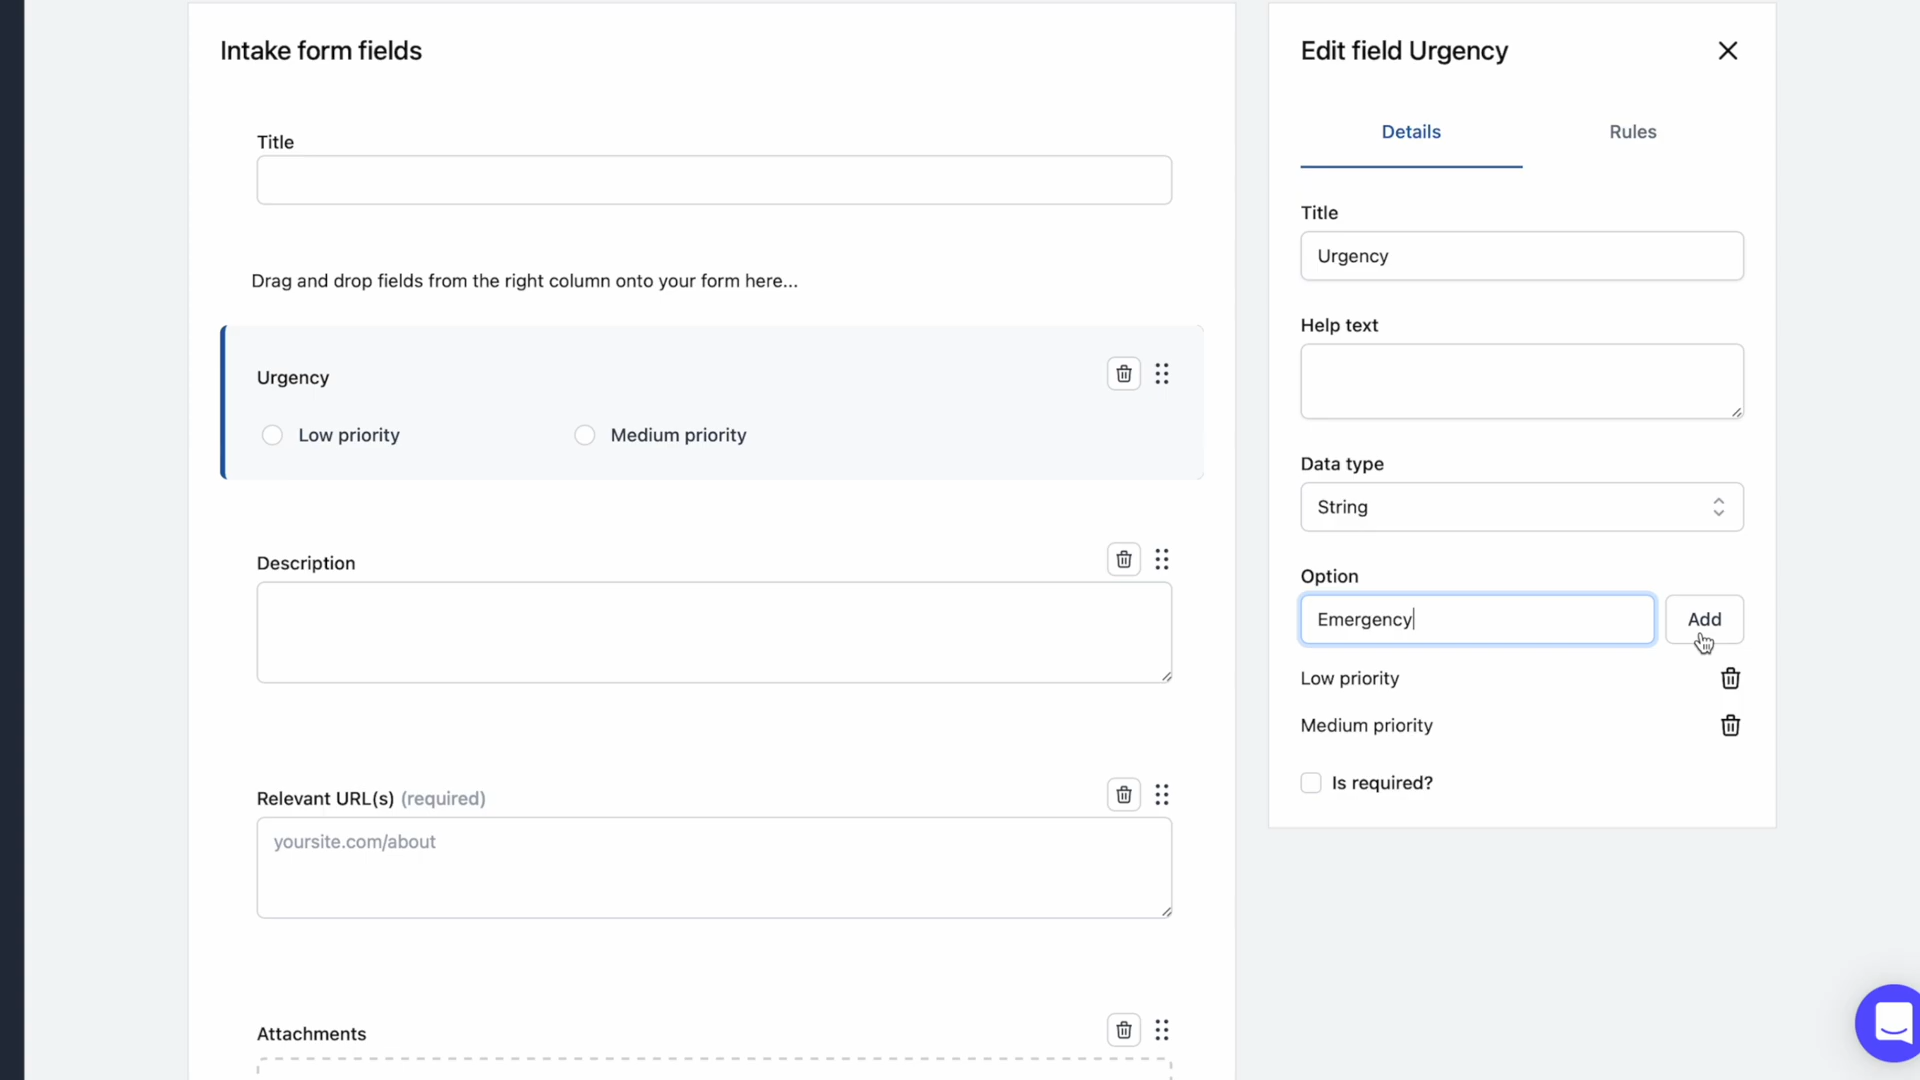 Intake form fields
Title
Drag and drop fields from the right column onto your form here...
Urgency
Low priority
Medium priority
Description
Relevant URL(s) (required)
yoursite.com/about
Attachments
Edit field Urgency
Details
Rules
Title
Urgency
Help text
Data type
String
Option
Emergency
Add
Low priority
Medium priority
Is required?